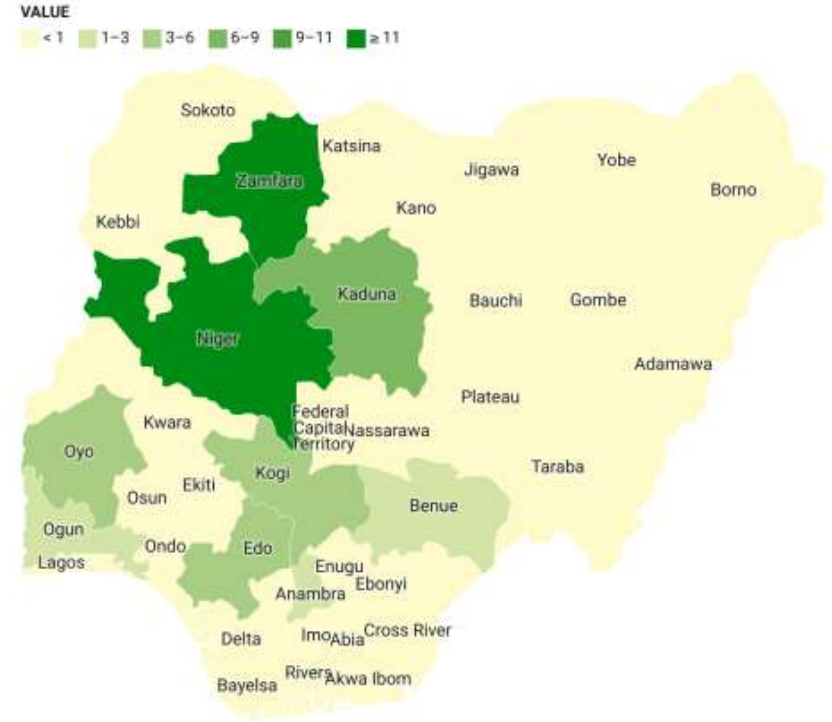 VALUE
< 1 1–3 3–6 6–9 9–11 ≥ 11
Sokoto
Katsina
Zamfara
Jigawa
Yobe
Borno
Kano
Kebbi
Kaduna
Bauchi
Gombe
Niger
Adamawa
Plateau
Federal
Capital
Territory
Nassarawa
Kwara
Oyo
Kogi
Taraba
Ekiti
Osun
Benue
Ogun
Ondo
Edo
Lagos
Enugu
Ebonyi
Anambra
Delta
Imo
Abia
Cross River
Rivers
Akwa Ibom
Bayelsa